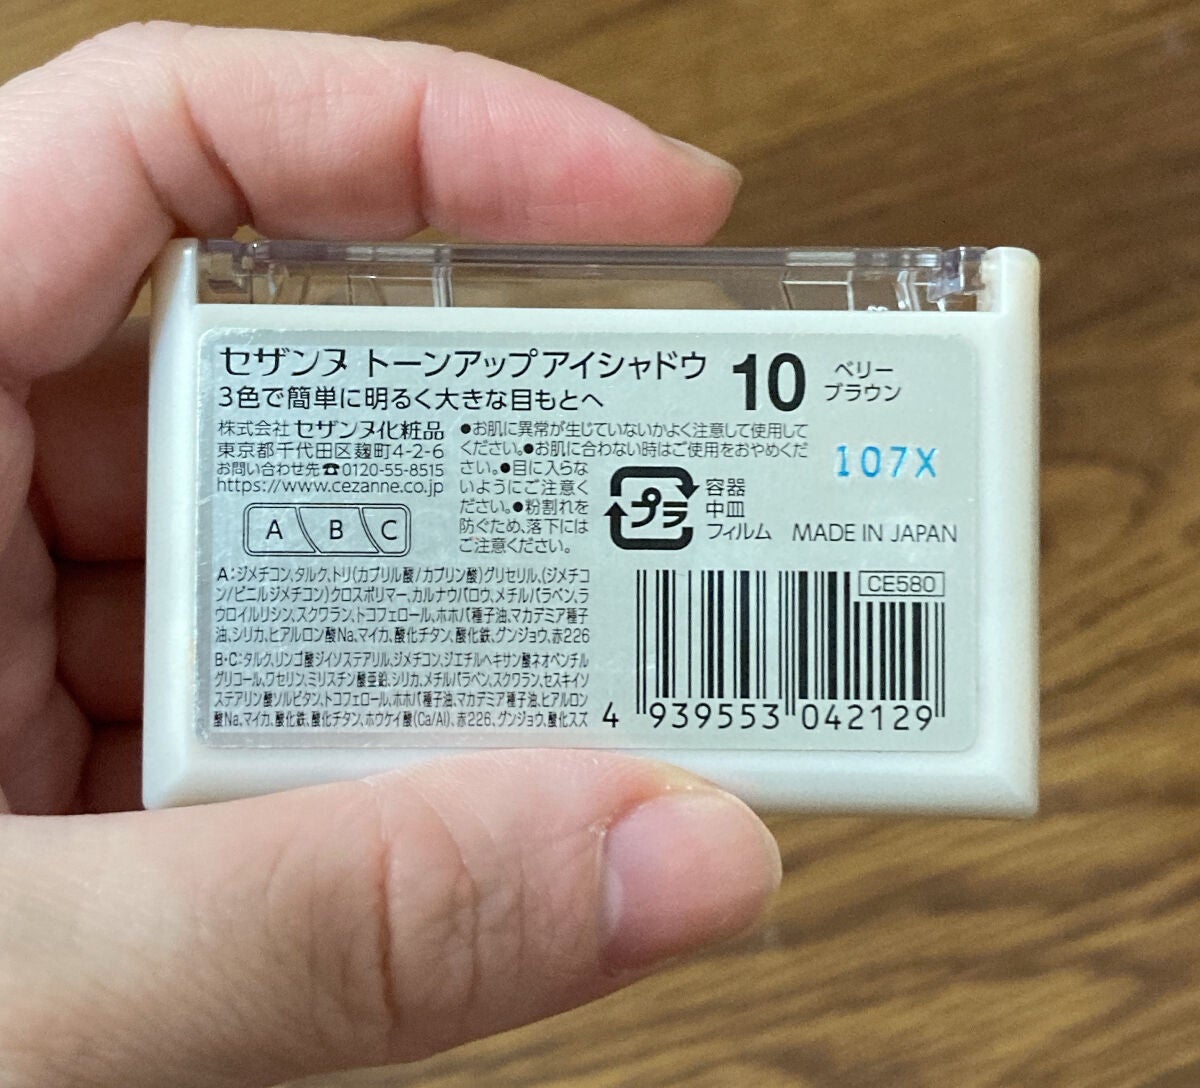 セザンヌ トーンアップアイシャドウ
3色で簡単に明るく大きな目もとへ
10
ベリー
ブラウン
株式会社 セザンヌ化粧品
東京都千代田区麹町4-2-6
お問い合わせ先☎0120-55-8515
https://www.cezanne.co.jp
●お肌に異常が生じていないかよく注意して使用して
ください。●お肌に合わない時はご使用をおやめくだ
さい。●目に入らな
いようにご注意く
ださい。●粉割れを
防ぐため、落下には
ご注意ください。
107X
プラ
容器
中皿
フィルム
MADE IN JAPAN
A B C
A:ジメチコン、タルク、トリ(カプリル酸/カプリン酸)グリセリル、(ジメチコ
ン/ビニルジメチコン)クロスポリマー、カルナウバロウ、メチルパラベン、ラ
ウロイルリシン、スクワラン、トコフェロール、ホホバ種子油、マカデミア種子
油、シリカ、ヒアルロン酸Na、マイカ、酸化チタン、酸化鉄、グンジョウ、赤226
B・C:タルク、リンゴ酸ジイソステアリル、ジメチコン、ジエチルヘキサン酸ネオペンチル
グリコール、ワセリン、ミリスチン酸亜鉛、シリカ、メチルパラベン、スクワラン、セスキイソ
ステアリン酸ソルビタン、トコフェロール、ホホバ種子油、マカデミア種子油、ヒアルロン
酸Na、マイカ、酸化鉄、酸化チタン、ホウケイ酸(Ca/Al)、赤226、グンジョウ、酸化スズ
CE580
4 939553 042129